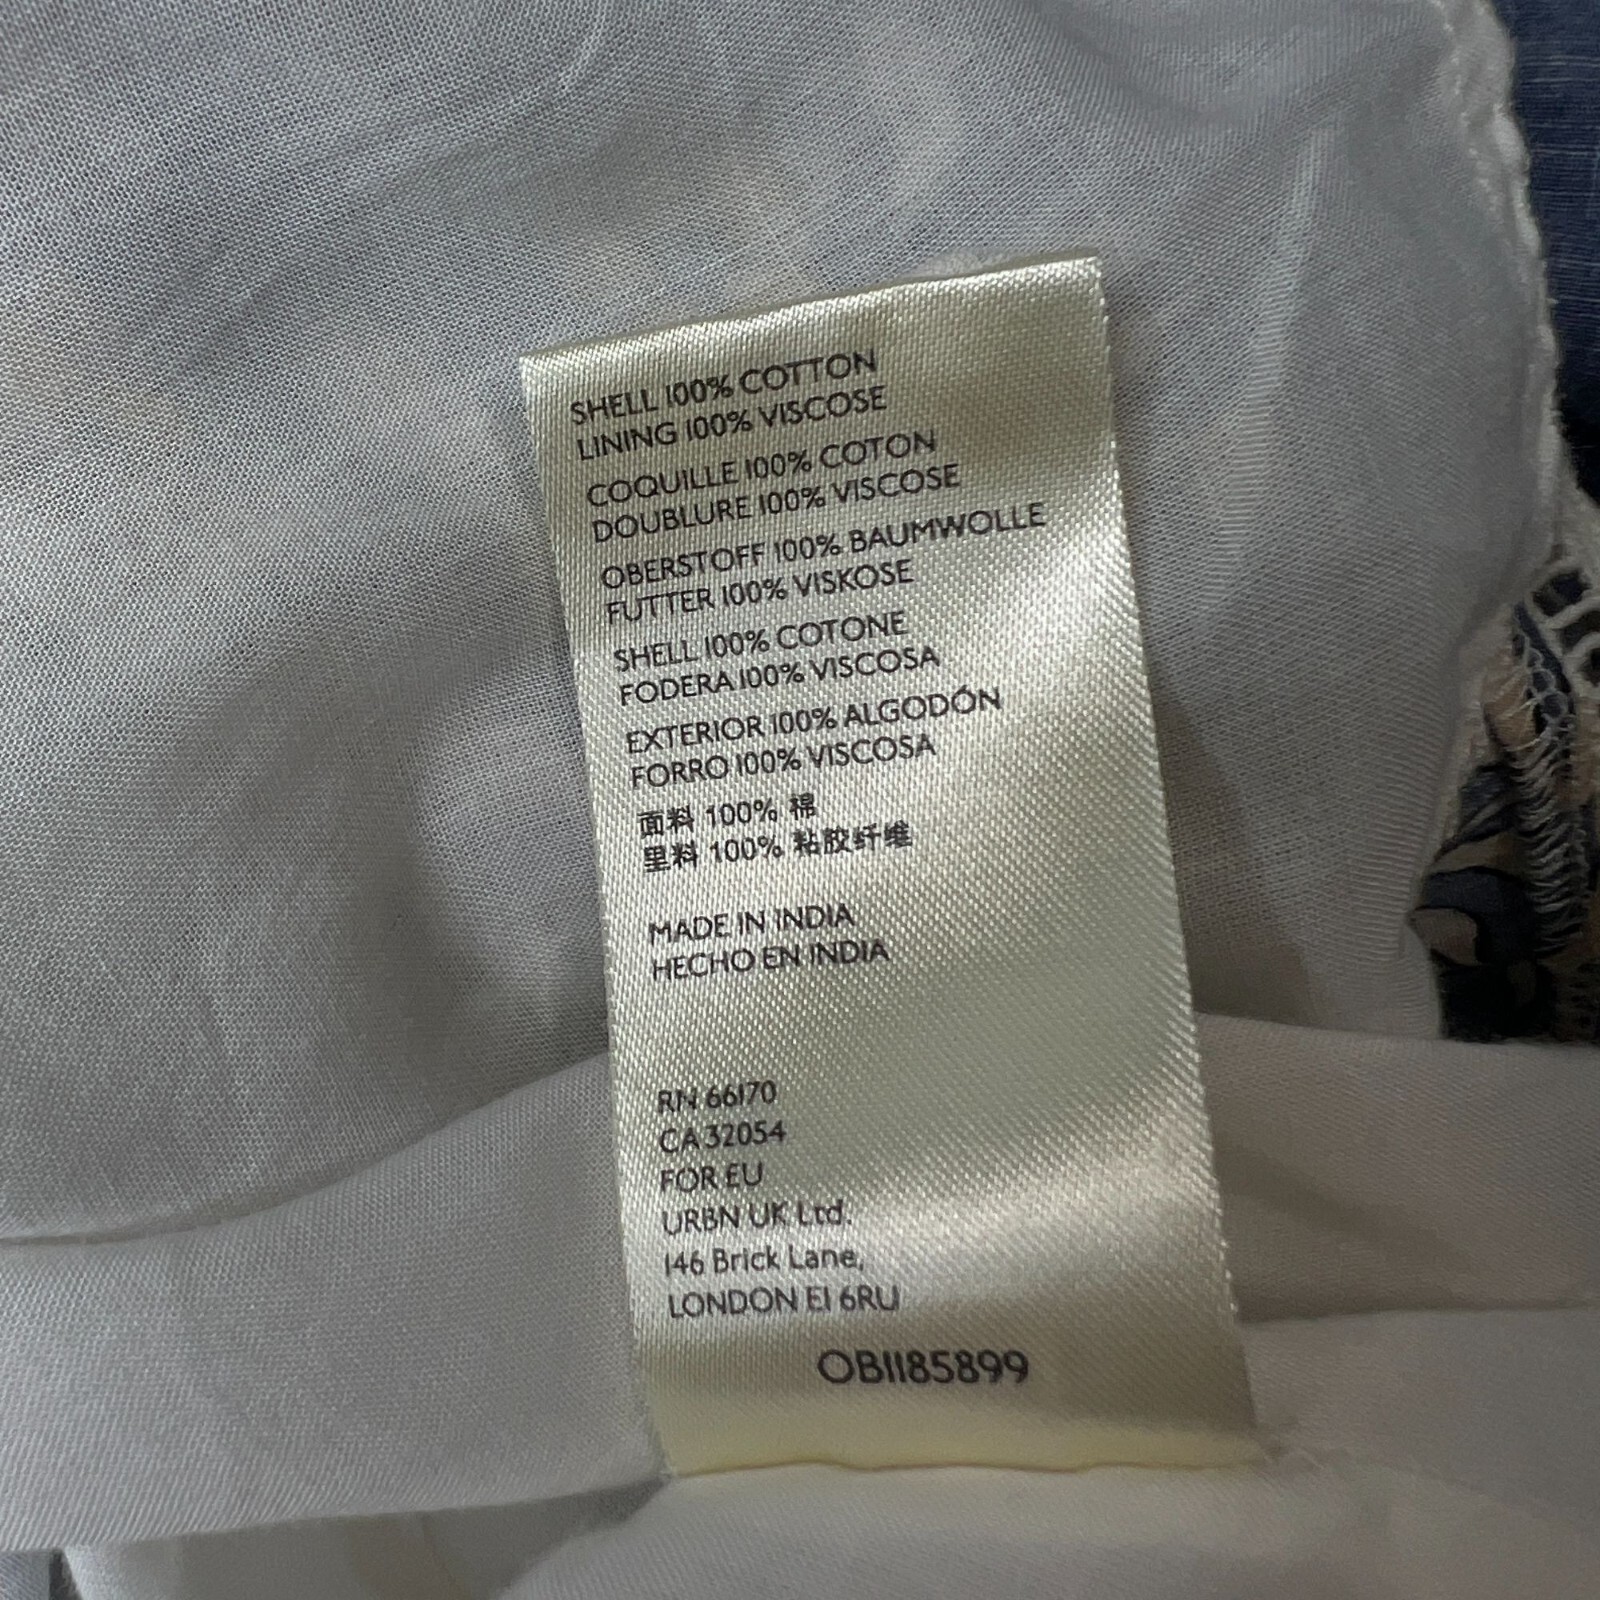 SHELL 100% COTTON
LINING 100% VISCOSE
COQUILLE 100% COTON
DOUBLURE 100% VISCOSE
OBERSTOFF 100% BAUMWOLLE
FUTTER 100% VISKOSE
SHELL 100% COTONE
FODERA 100% VISCOSA
EXTERIOR 100% ALGODÓN
FORRO 100% VISCOSA
面料 100% 棉
里料 100% 粘胶纤维
MADE IN INDIA
HECHO EN INDIA
RN 66170
CA 32054
FOR EU
URBN UK Ltd.
146 Brick Lane,
LONDON E1 6RU
OB1185899